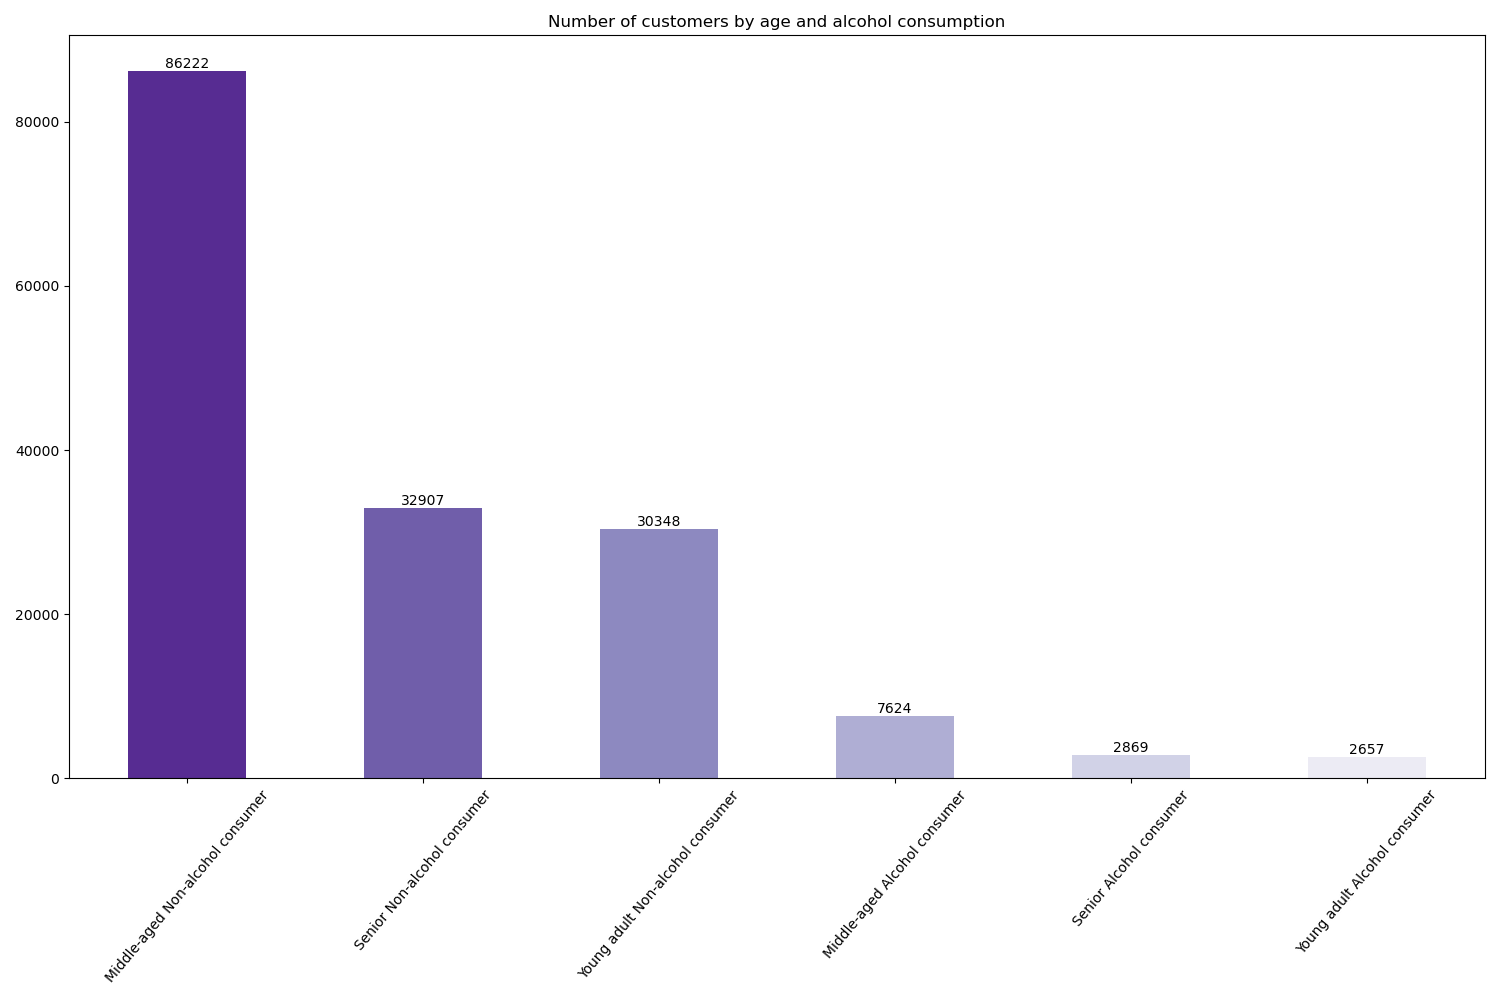 Number of customers by age and alcohol consumption
86222
80000
60000
40000
32907
30348
20000
7624
2869
2657
0
Middle-aged Non-alcohol consumer
Senior Non-alcohol consumer
Young adult Non-alcohol consumer
Middle-aged Alcohol consumer
Senior Alcohol consumer
Young adult Alcohol consumer